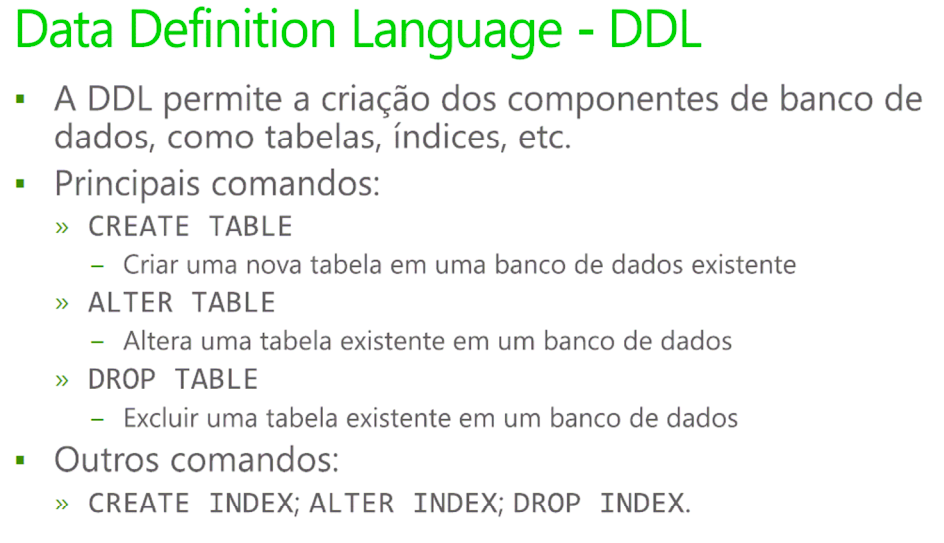 Data Definition Language - DDL
▪ A DDL permite a criação dos componentes de banco de
dados, como tabelas, índices, etc.
▪ Principais comandos:
» CREATE TABLE
– Criar uma nova tabela em uma banco de dados existente
» ALTER TABLE
– Altera uma tabela existente em um banco de dados
» DROP TABLE
– Excluir uma tabela existente em um banco de dados
▪ Outros comandos:
» CREATE INDEX; ALTER INDEX; DROP INDEX.